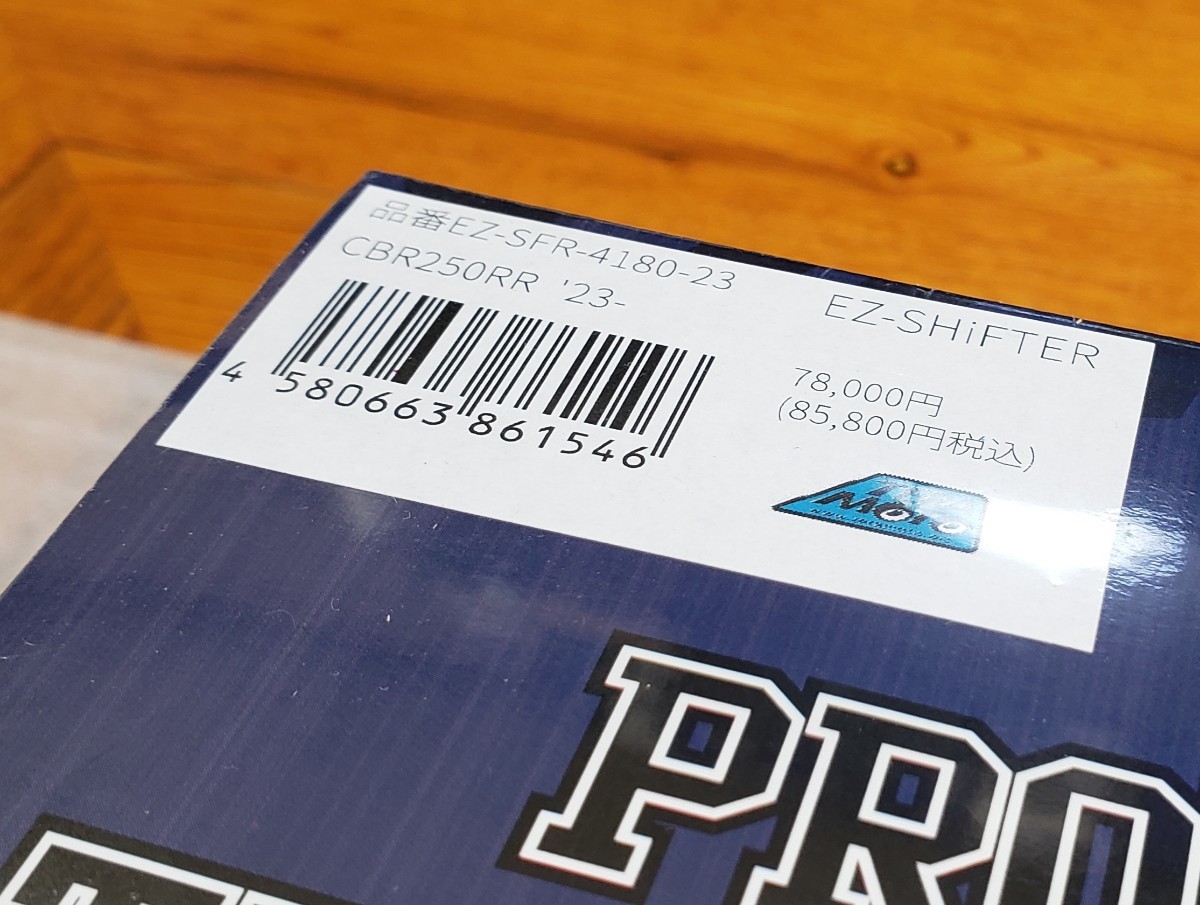 品番EZ-SFR-4180-23
CBR250RR '23-
EZ-SHiFTER
4 580663 861546
78,000円
(85,800円税込)
Moto
PRO